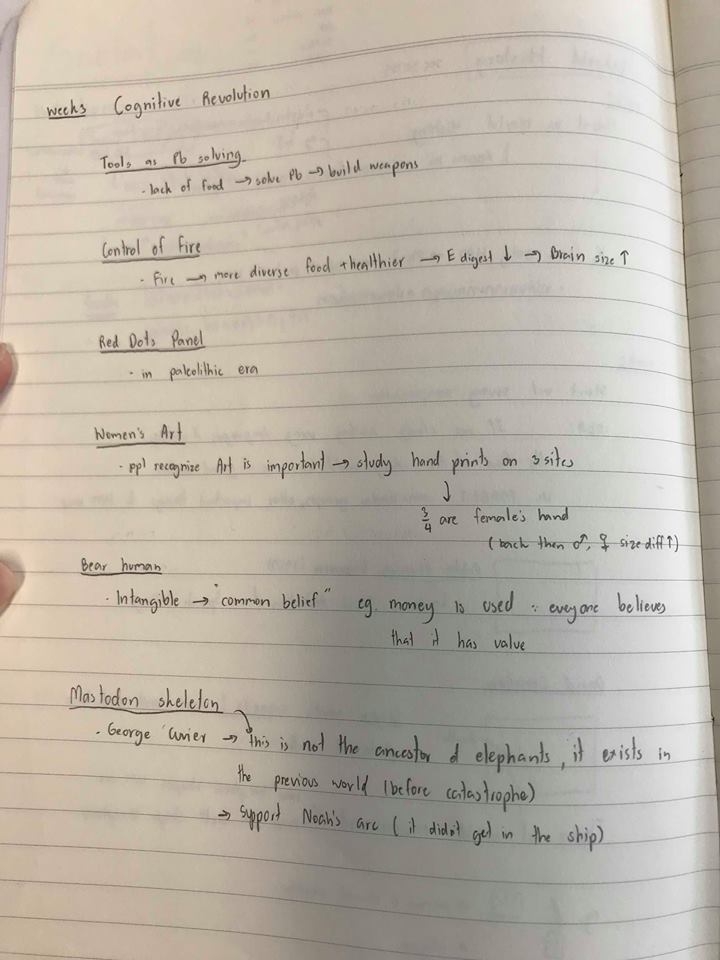 weeks Cognitive Revolution
Tools as Pb solving
· lack of food → solve Pb → build weapons
Control of Fire
· Fire → more diverse food + healthier → E digest ↓ → Brain size ↑
Red Dots Panel
· in paleolithic era
Women's Art
· ppl recognize Art is important → study hand prints on 3 sites
↓
3/4 are female's hand
(back then ♂, ♀ size diff ↑)
Bear human
· Intangible → "common belief" eg. money is used ∵ everyone believes
that it has value
Mastodon skeleton
· George Cuvier → this is not the ancestor of elephants, it exists in
the previous world (before catastrophe)
→ support Noah's arc (it didn't get in the ship)